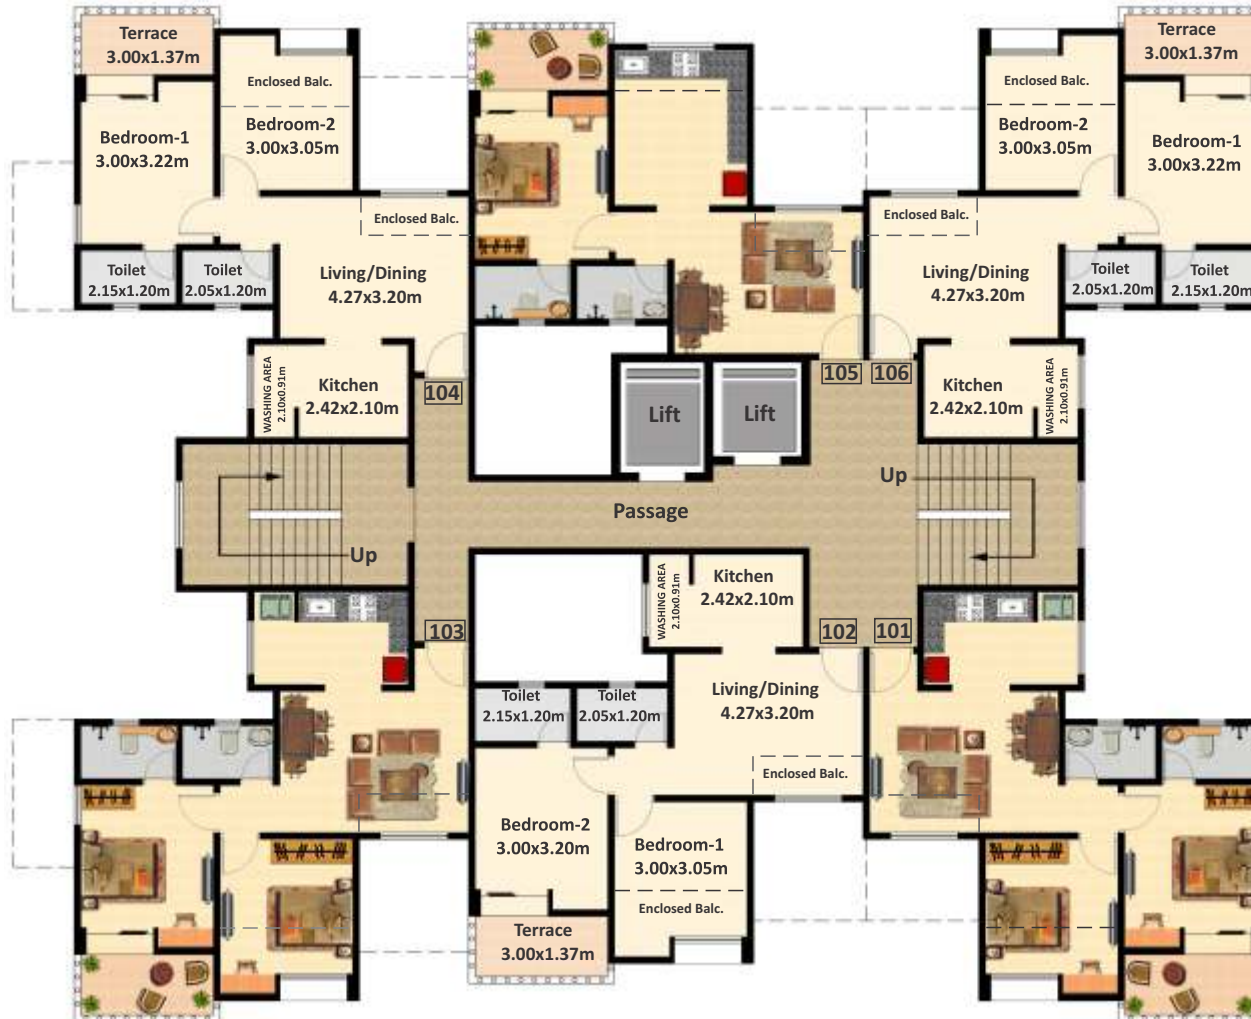 Terrace
3.00x1.37m
Enclosed Balc.
Bedroom-1
3.00x3.22m
Bedroom-2
3.00x3.05m
Enclosed Balc.
Toilet
2.15x1.20m
Toilet
2.05x1.20m
Living/Dining
4.27x3.20m
WASHING AREA
2.10x0.91m
Kitchen
2.42x2.10m
104
Terrace
3.00x1.37m
Enclosed Balc.
Bedroom-2
3.00x3.05m
Bedroom-1
3.00x3.22m
Enclosed Balc.
Living/Dining
4.27x3.20m
Toilet
2.05x1.20m
Toilet
2.15x1.20m
105
106
Kitchen
2.42x2.10m
WASHING AREA
2.10x0.91m
Lift
Lift
Up
Passage
Up
WASHING AREA
2.10x0.91m
Kitchen
2.42x2.10m
103
102
101
Toilet
2.15x1.20m
Toilet
2.05x1.20m
Living/Dining
4.27x3.20m
Enclosed Balc.
Bedroom-2
3.00x3.20m
Bedroom-1
3.00x3.05m
Enclosed Balc.
Terrace
3.00x1.37m